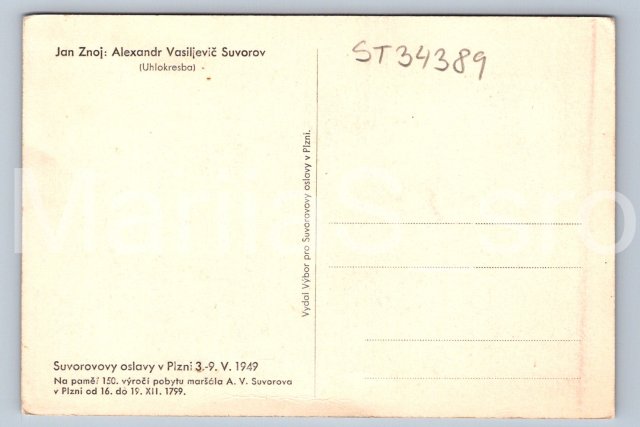 Jan Znoj: Alexandr Vasiljevič Suvorov
(Uhlokresba)
ST34389
Vydal Výbor pro Suvorovovy oslavy v Plzni.
Suvorovovy oslavy v Plzni 3.-9. V. 1949
Na paměť 150. výročí pobytu maršála A. V. Suvorova
v Plzni od 16. do 19. XII. 1799.